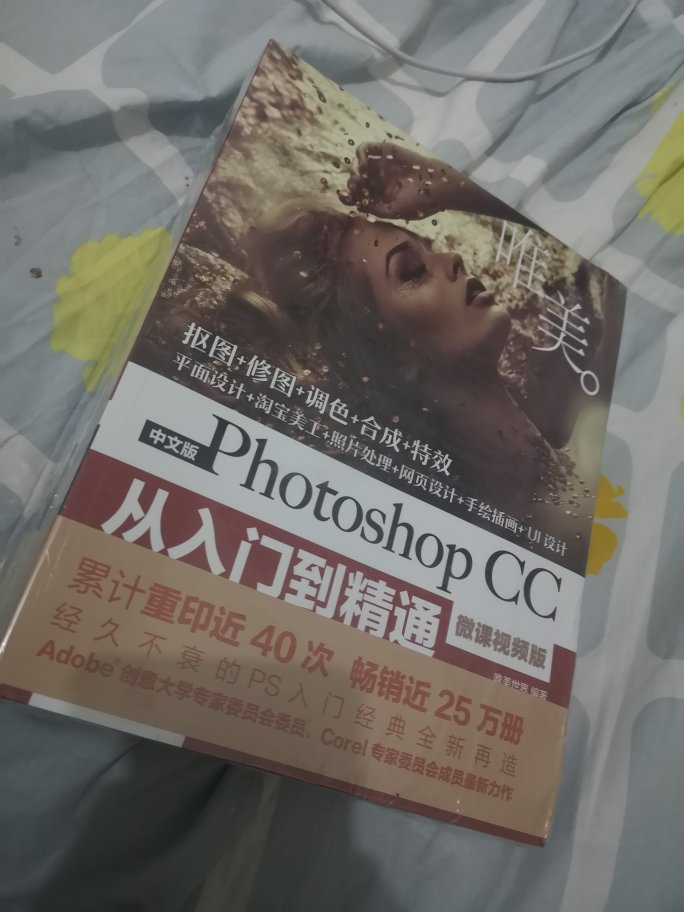 唯美。
抠图+修图+调色+合成+特效
平面设计+淘宝美工+照片处理+网页设计+手绘插画+UI设计
中文版 Photoshop CC
从入门到精通 微课视频版
唯美世界 编著
累计重印近 40 次 畅销近 25 万册
经久不衰的PS入门经典全新再造
Adobe®创意大学专家委员会委员、Corel专家委员会成员最新力作